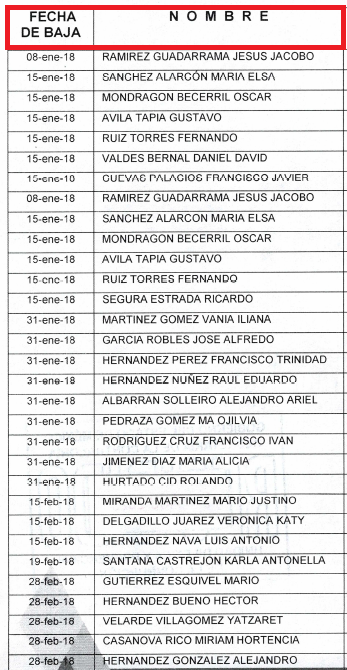 FECHA DE BAJA N O M B R E
08-ene-18 RAMIREZ GUADARRAMA JESUS JACOBO
15-ene-18 SANCHEZ ALARCÓN MARIA ELSA
15-ene-18 MONDRAGON BECERRIL OSCAR
15-ene-18 AVILA TAPIA GUSTAVO
15-ene-18 RUIZ TORRES FERNANDO
15-ene-18 VALDES BERNAL DANIEL DAVID
15-ene-18 CUEVAS PALACIOS FRANCISCO JAVIER
08-ene-18 RAMIREZ GUADARRAMA JESUS JACOBO
15-ene-18 SANCHEZ ALARCON MARIA ELSA
15-ene-18 MONDRAGON BECERRIL OSCAR
15-ene-18 AVILA TAPIA GUSTAVO
15-ene-18 RUIZ TORRES FERNANDO
15-ene-18 SEGURA ESTRADA RICARDO
31-ene-18 MARTINEZ GOMEZ VANIA ILIANA
31-ene-18 GARCIA ROBLES JOSE ALFREDO
31-ene-18 HERNANDEZ PEREZ FRANCISCO TRINIDAD
31-ene-18 HERNANDEZ NUÑEZ RAUL EDUARDO
31-ene-18 ALBARRAN SOLLEIRO ALEJANDRO ARIEL
31-ene-18 PEDRAZA GOMEZ MA OJILVIA
31-ene-18 RODRIGUEZ CRUZ FRANCISCO IVAN
31-ene-18 JIMENEZ DIAZ MARIA ALICIA
31-ene-18 HURTADO CID ROLANDO
15-feb-18 MIRANDA MARTINEZ MARIO JUSTINO
15-feb-18 DELGADILLO JUAREZ VERONICA KATY
15-feb-18 HERNANDEZ NAVA LUIS ANTONIO
19-feb-18 SANTANA CASTREJON KARLA ANTONELLA
28-feb-18 GUTIERREZ ESQUIVEL MARIO
28-feb-18 HERNANDEZ BUENO HECTOR
28-feb-18 VELARDE VILLAGOMEZ YATZARET
28-feb-18 CASANOVA RICO MIRIAM HORTENCIA
28-feb-18 HERNANDEZ GONZALEZ ALEJANDRO